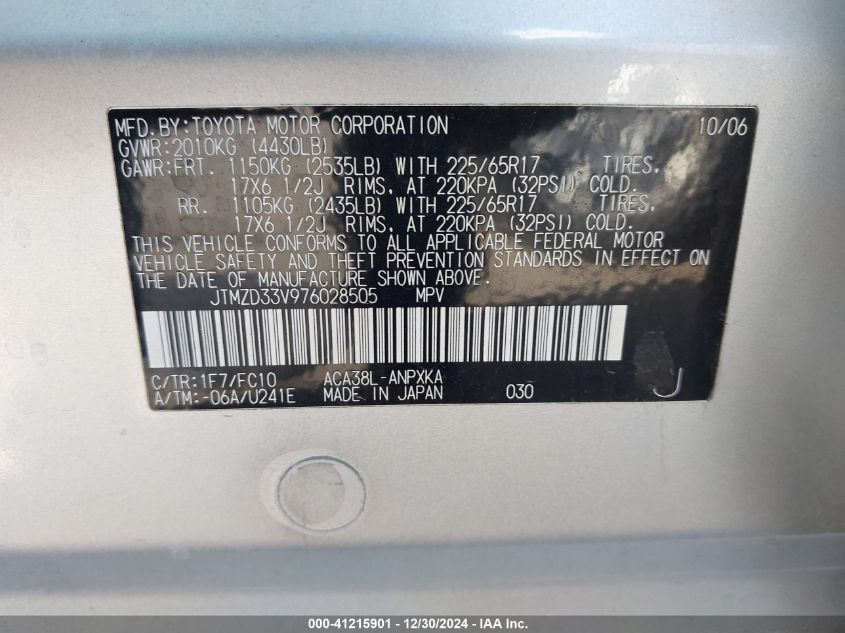 MFD.BY:TOYOTA MOTOR CORPORATION 10/06
GVWR:2010KG (4430LB)
GAWR:FRT. 1150KG (2535LB) WITH 225/65R17 TIRES,
17X6 1/2J RIMS, AT 220KPA (32PSI) COLD.
RR. 1105KG (2435LB) WITH 225/65R17 TIRES,
17X6 1/2J RIMS, AT 220KPA (32PSI) COLD.
THIS VEHICLE CONFORMS TO ALL APPLICABLE FEDERAL MOTOR
VEHICLE SAFETY AND THEFT PREVENTION STANDARDS IN EFFECT ON
THE DATE OF MANUFACTURE SHOWN ABOVE.
JTMZD33V976028505 MPV
C/TR:1F7/FC10 ACA38L-ANPXKA
A/TM:-06A/U241E MADE IN JAPAN 030 J
000-41215901 - 12/30/2024 - IAA Inc.